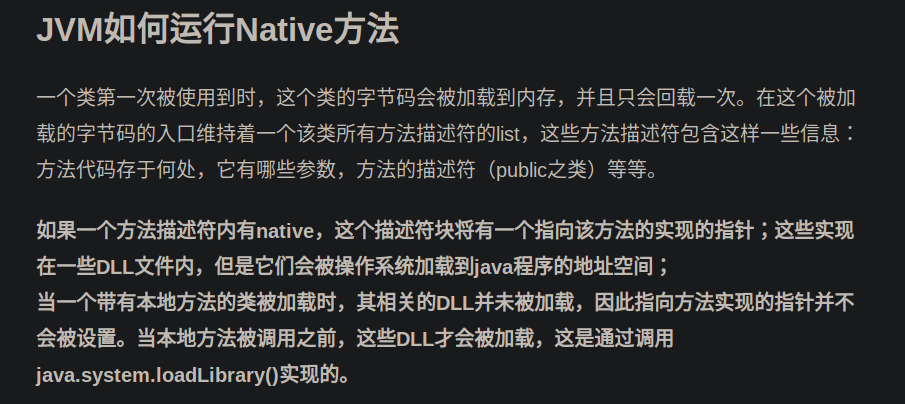 JVM如何运行Native方法
一个类第一次被使用到时，这个类的字节码会被加载到内存，并且只会回载一次。在这个被加
载的字节码的入口维持着一个该类所有方法描述符的list，这些方法描述符包含这样一些信息：
方法代码存于何处，它有哪些参数，方法的描述符（public之类）等等。
如果一个方法描述符内有native，这个描述符块将有一个指向该方法的实现的指针；这些实现
在一些DLL文件内，但是它们会被操作系统加载到java程序的地址空间；
当一个带有本地方法的类被加载时，其相关的DLL并未被加载，因此指向方法实现的指针并不
会被设置。当本地方法被调用之前，这些DLL才会被加载，这是通过调用
java.system.loadLibrary()实现的。